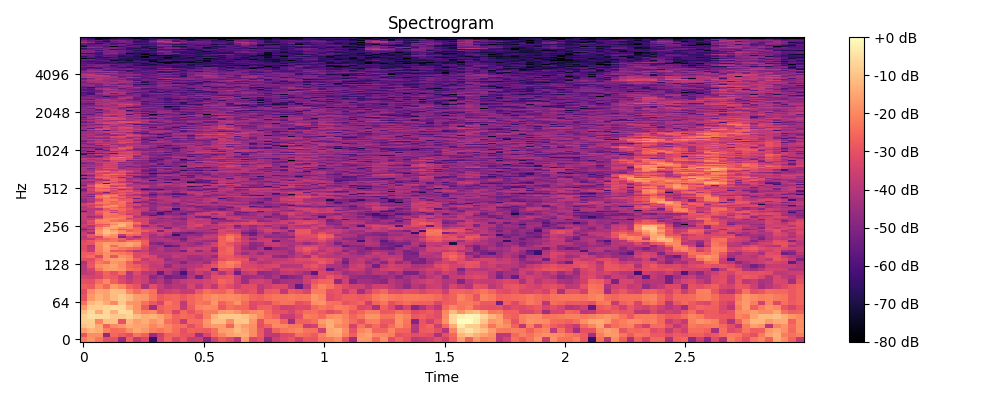 Spectrogram
Hz
4096
2048
1024
512
256
128
64
0
0
0.5
1
1.5
2
2.5
Time
+0 dB
-10 dB
-20 dB
-30 dB
-40 dB
-50 dB
-60 dB
-70 dB
-80 dB